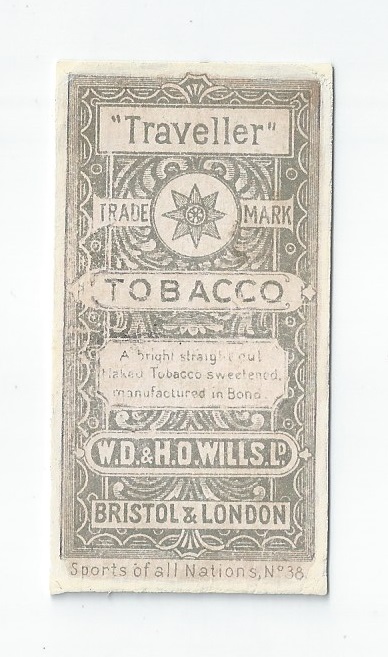 "Traveller"
TRADE MARK
TOBACCO
A bright straight cut
flaked Tobacco sweetened,
manufactured in Bond.
W.D. & H.O. WILLS. LD
BRISTOL & LONDON
Sports of all Nations, No 38.